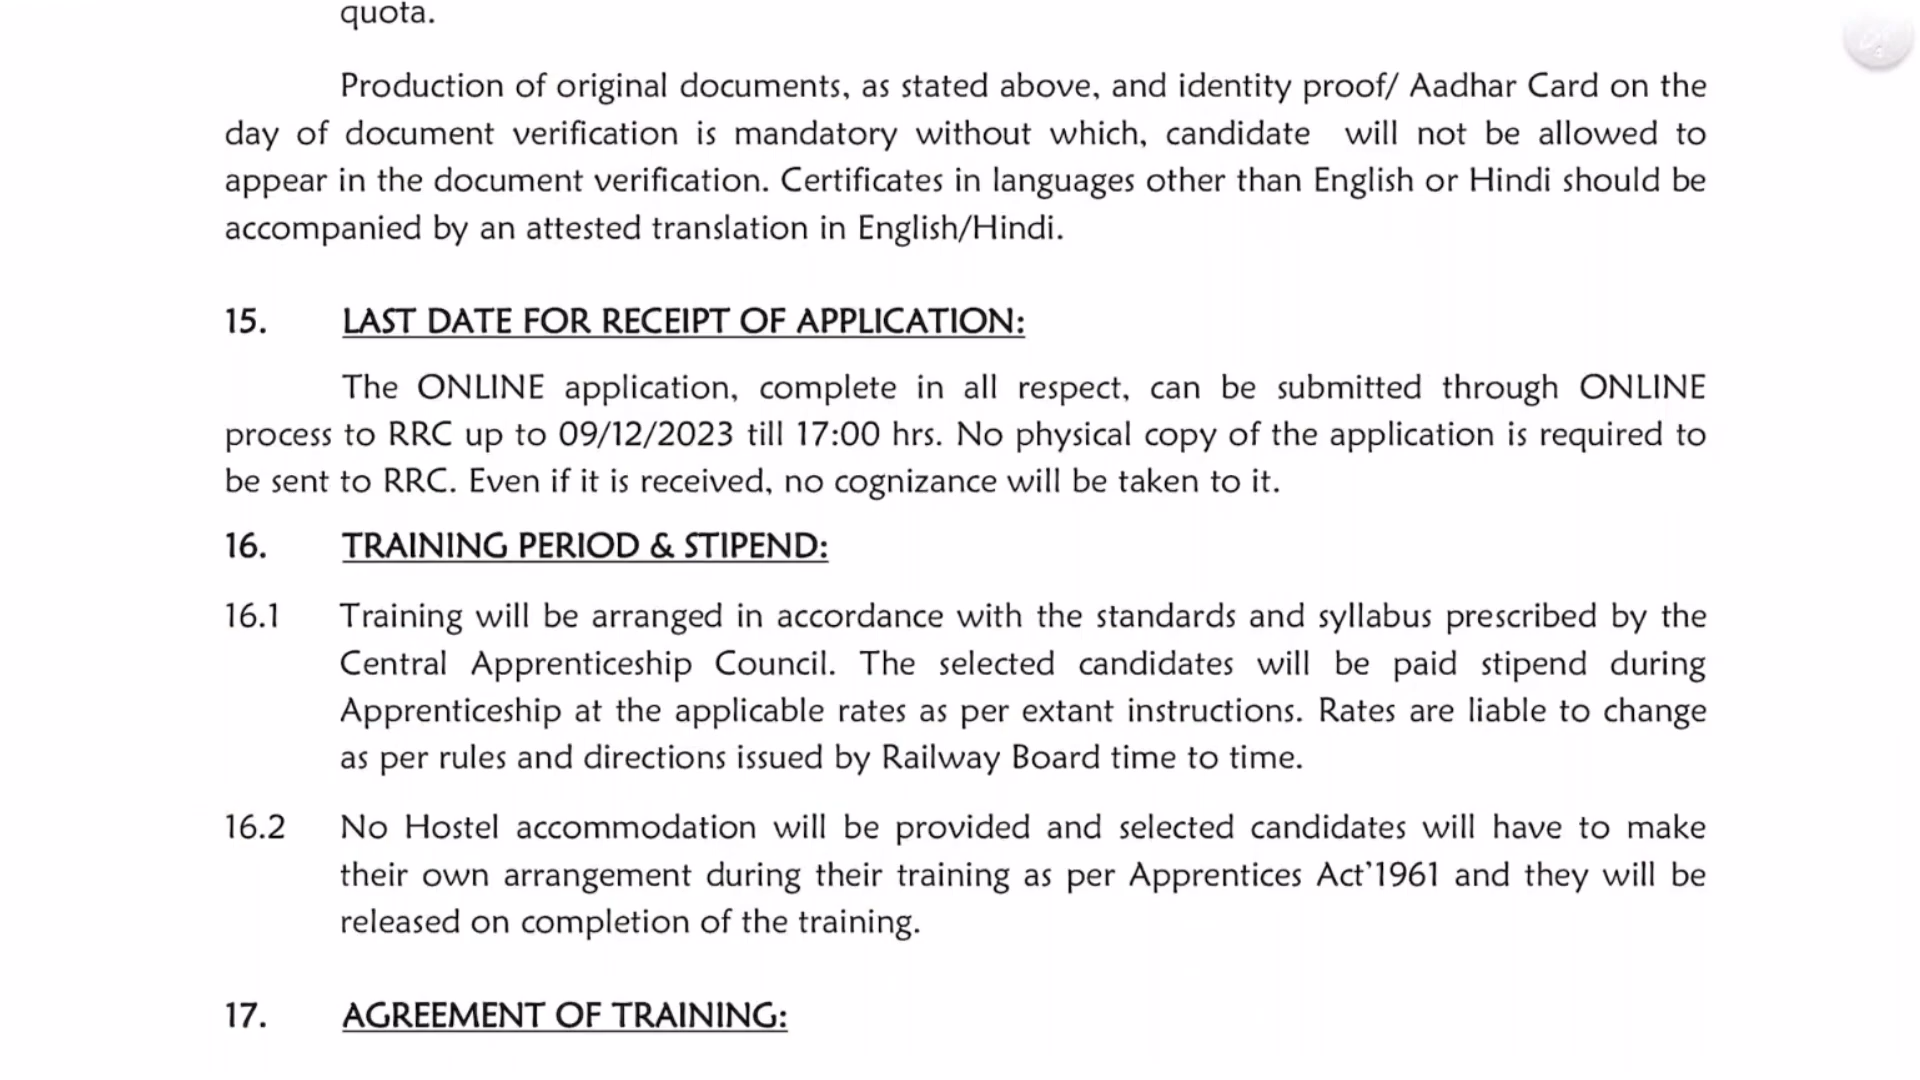 quota.
Production of original documents, as stated above, and identity proof/ Aadhar Card on the
day of document verification is mandatory without which, candidate will not be allowed to
appear in the document verification. Certificates in languages other than English or Hindi should be
accompanied by an attested translation in English/Hindi.
15. LAST DATE FOR RECEIPT OF APPLICATION:
The ONLINE application, complete in all respect, can be submitted through ONLINE
process to RRC up to 09/12/2023 till 17:00 hrs. No physical copy of the application is required to
be sent to RRC. Even if it is received, no cognizance will be taken to it.
16. TRAINING PERIOD & STIPEND:
16.1 Training will be arranged in accordance with the standards and syllabus prescribed by the
Central Apprenticeship Council. The selected candidates will be paid stipend during
Apprenticeship at the applicable rates as per extant instructions. Rates are liable to change
as per rules and directions issued by Railway Board time to time.
16.2 No Hostel accommodation will be provided and selected candidates will have to make
their own arrangement during their training as per Apprentices Act'1961 and they will be
released on completion of the training.
17. AGREEMENT OF TRAINING: